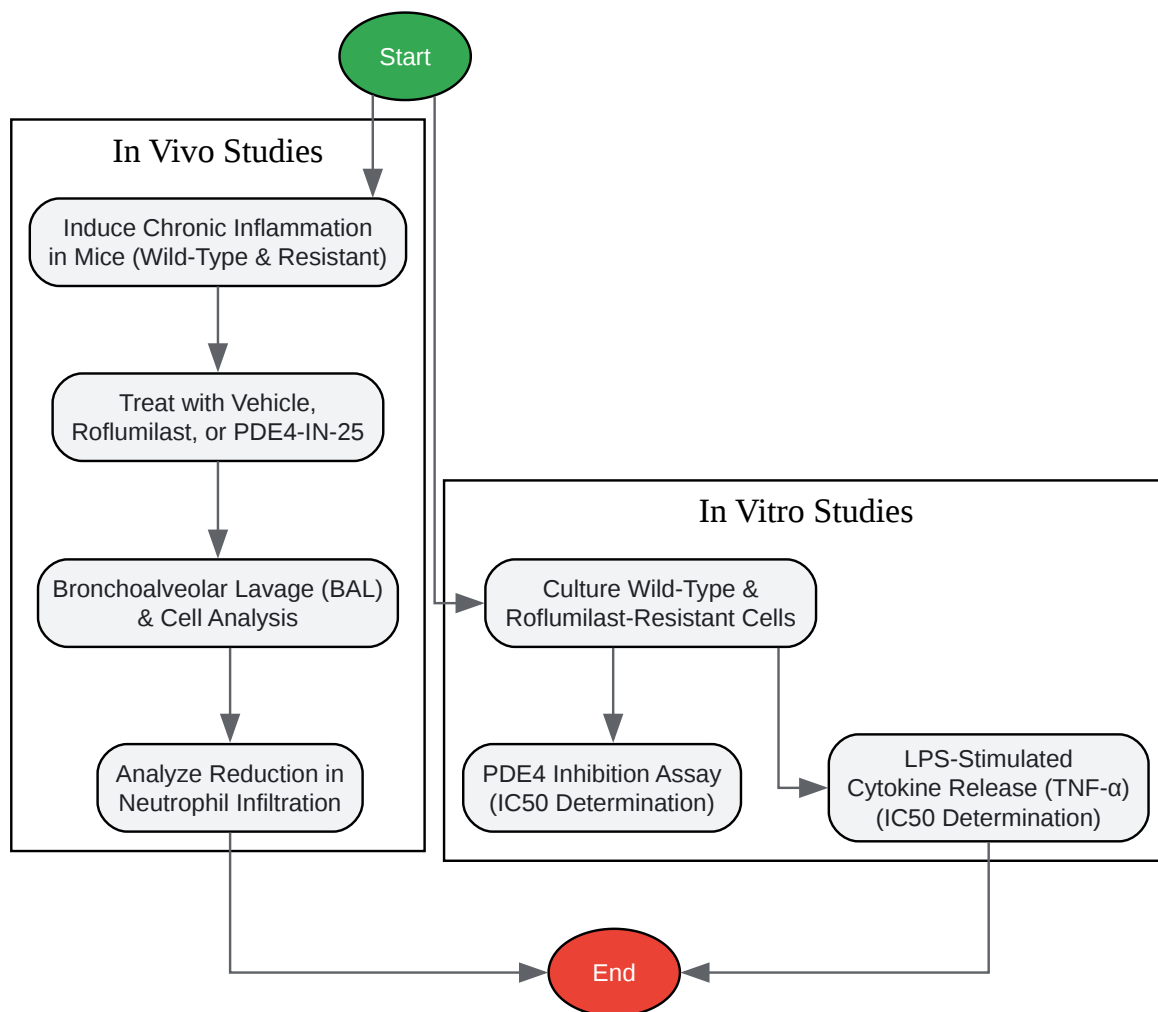 Start
In Vivo Studies
Induce Chronic Inflammation
in Mice (Wild-Type & Resistant)
Treat with Vehicle,
Roflumilast, or PDE4-IN-25
Bronchoalveolar Lavage (BAL)
& Cell Analysis
Analyze Reduction in
Neutrophil Infiltration
In Vitro Studies
Culture Wild-Type &
Roflumilast-Resistant Cells
PDE4 Inhibition Assay
(IC50 Determination)
LPS-Stimulated
Cytokine Release (TNF-α)
(IC50 Determination)
End